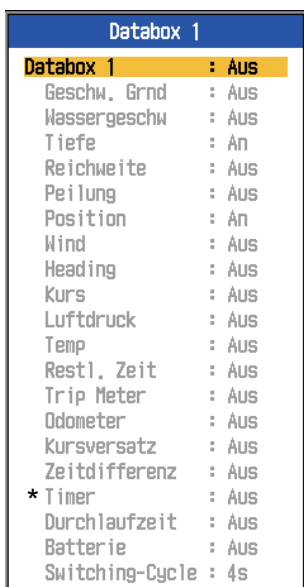 Databox 1
Databox 1 : Aus
Geschw. Grnd : Aus
Wassergeschw : Aus
Tiefe : An
Reichweite : Aus
Peilung : Aus
Position : An
Wind : Aus
Heading : Aus
Kurs : Aus
Luftdruck : Aus
Temp : Aus
Restl. Zeit : Aus
Trip Meter : Aus
Odometer : Aus
Kursversatz : Aus
Zeitdifferenz : Aus
* Timer : Aus
Durchlaufzeit : Aus
Batterie : Aus
Switching-Cycle : 4s